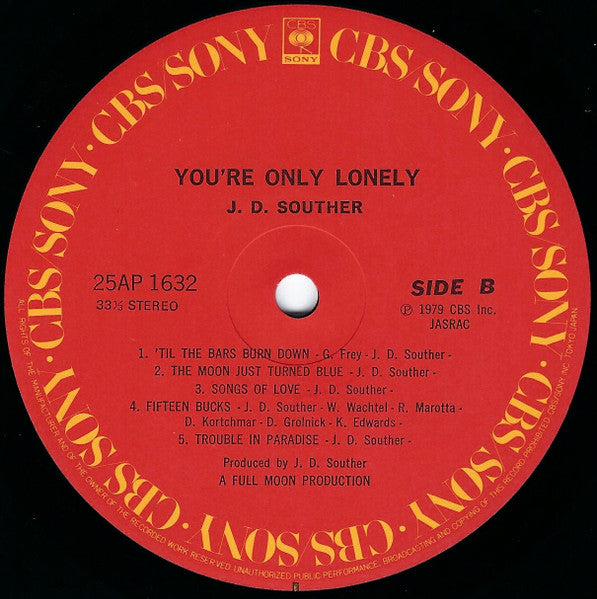 CBS
SONY
CBS/SONY · CBS/SONY · CBS/SONY · CBS/SONY · CBS/SONY · CBS/SONY · CBS/SONY · CBS/SONY
YOU'RE ONLY LONELY
J. D. SOUTHER
25AP 1632
33⅓ STEREO
SIDE B
Ⓟ 1979 CBS Inc.
JASRAC
1. 'TIL THE BARS BURN DOWN - G. Frey - J. D. Souther -
2. THE MOON JUST TURNED BLUE - J. D. Souther -
3. SONGS OF LOVE - J. D. Souther -
4. FIFTEEN BUCKS - J. D. Souther - W. Wachtel - R. Marotta -
D. Kortchmar - D. Grolnick - K. Edwards -
5. TROUBLE IN PARADISE - J. D. Souther -
Produced by J. D. Souther
A FULL MOON PRODUCTION
ALL RIGHTS OF THE MANUFACTURER AND OF THE OWNER OF THE RECORDED WORK RESERVED. UNAUTHORIZED PUBLIC PERFORMANCE, BROADCASTING AND COPYING OF THIS RECORD PROHIBITED. CBS/SONY INC. TOKYO JAPAN